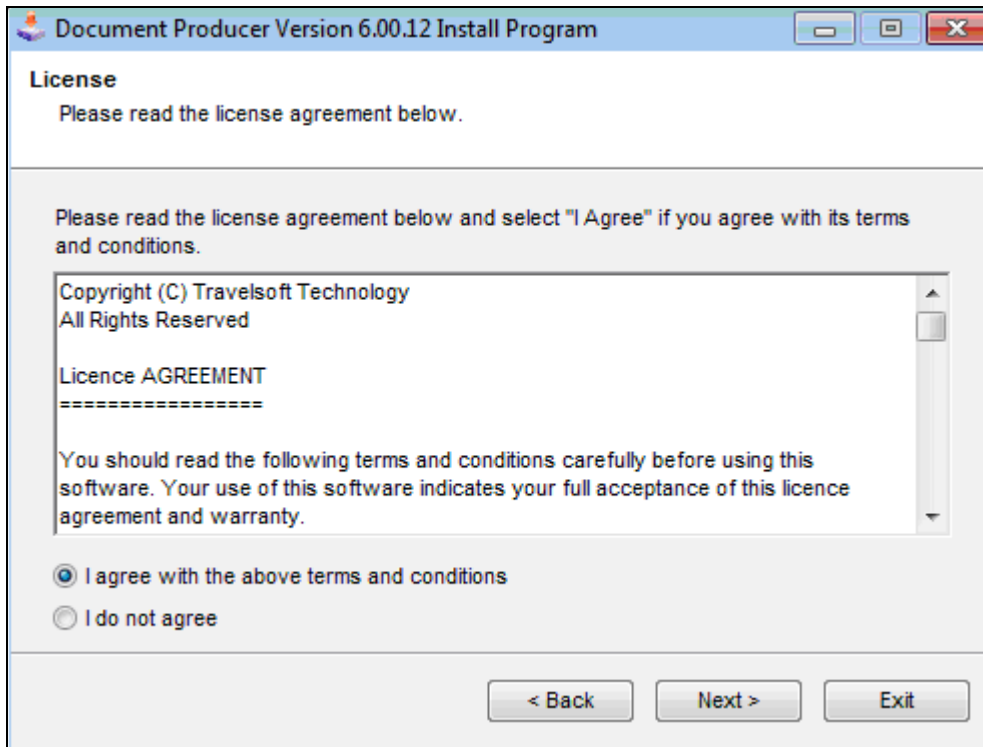 Document Producer Version 6.00.12 Install Program
License
Please read the license agreement below.
Please read the license agreement below and select "I Agree" if you agree with its terms
and conditions.
Copyright (C) Travelsoft Technology
All Rights Reserved
Licence AGREEMENT
=================
You should read the following terms and conditions carefully before using this
software. Your use of this software indicates your full acceptance of this licence
agreement and warranty.
I agree with the above terms and conditions
I do not agree
< Back Next > Exit